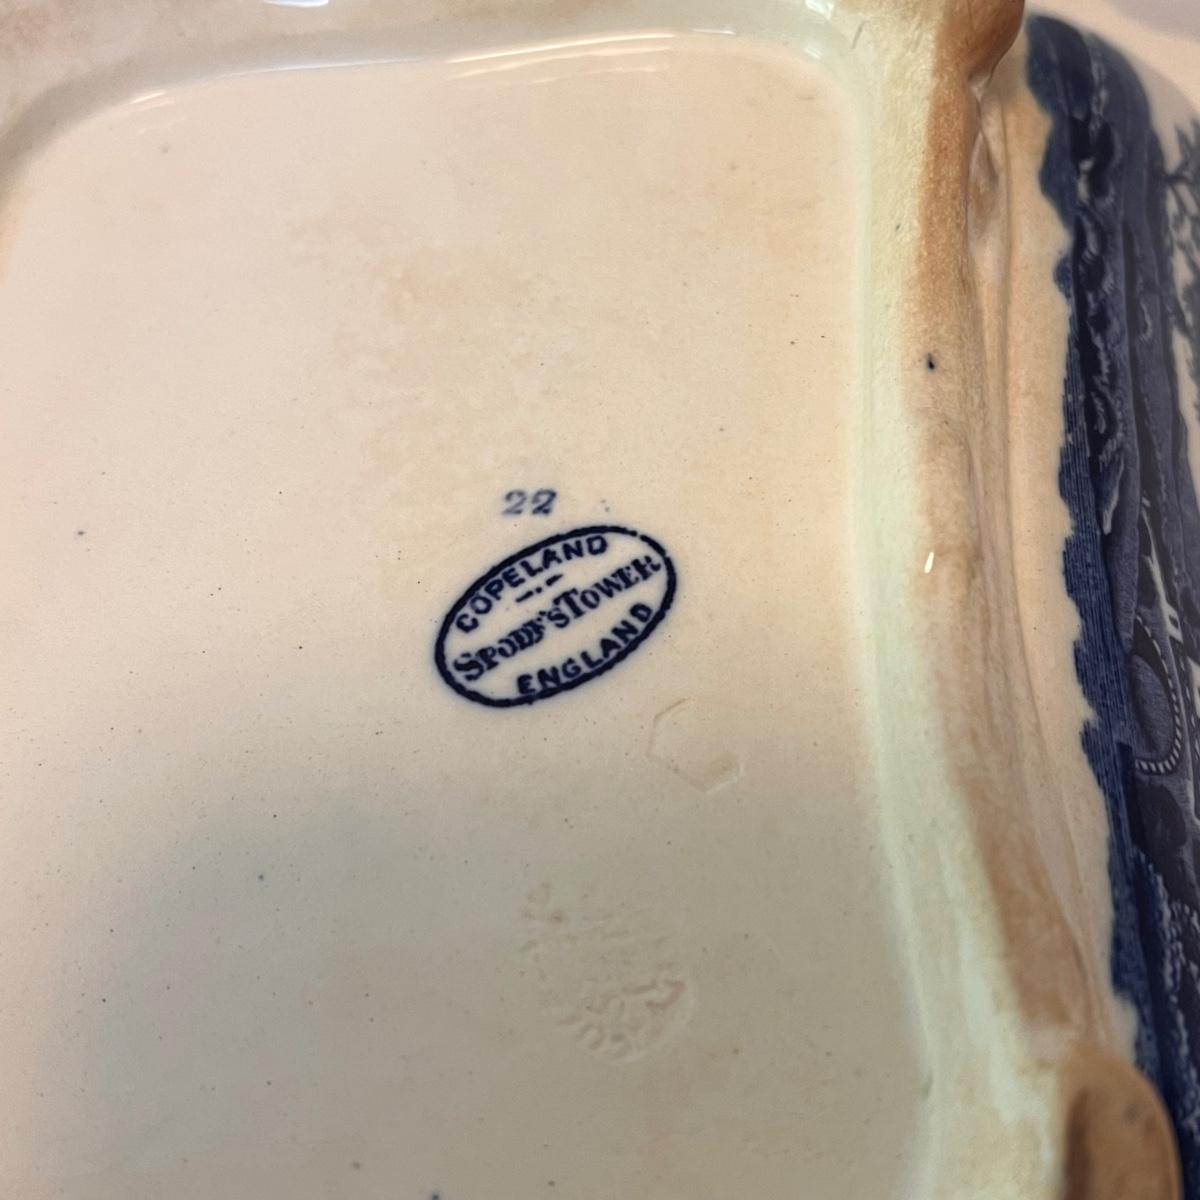 22
COPELAND
SPODE'S TOWER
ENGLAND